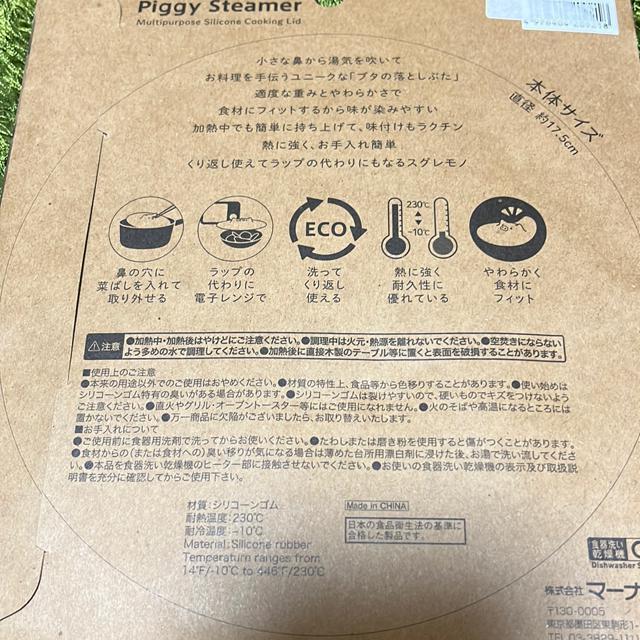 Piggy Steamer
Multipurpose Silicone Cooking Lid
小さな鼻から湯気を吹いて
お料理を手伝うユニークな「ブタの落としぶた」
適度な重みとやわらかさで
食材にフィットするから味が染みやすい
加熱中でも簡単に持ち上げて、味付けもラクチン
熱に強く、お手入れ簡単
くり返し使えてラップの代わりにもなるスグレモノ
本体サイズ
直径 約17.5cm
鼻の穴に
菜ばしを入れて
取り外せる
ラップの
代わりに
電子レンジで
ECO
洗って
くり返し
使える
230℃
-10℃
熱に強く
耐久性に
優れている
やわらかく
食材に
フィット
注意 ●加熱中・加熱後はやけどにご注意ください。●調理中は火元・熱源を離れないでください。●空焚きにならない
よう多めの水で調理してください。●加熱後に直接木製のテーブル等に置くと表面を破損することがあります。
■使用上のご注意
●本来の用途以外でのご使用はおやめください。●材質の特性上、食品等から色移りすることがあります。●使い始めは
シリコーンゴム特有の臭いがある場合があります。●シリコーンゴムは裂けやすいので、硬いものでキズをつけないよう
ご注意ください。●直火やグリル・オーブントースター等にはご使用になれません。●火のそばや高温になるところには
置かないでください。●万一商品に欠陥がございましたら、お取り替えいたします。
■お手入れについて
●ご使用前に食器用洗剤で洗ってからお使いください。●たわしまたは磨き粉を使用すると傷がつくことがあります。
●食材からの(または食材への)臭い移りが気になる場合は薄めた台所用漂白剤に浸けた後、お湯で洗い流してくださ
い。●本品を食器洗い乾燥機のヒーター部に接触させないでください。●お使いの食器洗い乾燥機の表示及び取扱説
明書を充分に確認してからご使用ください。
材質：シリコーンゴム
耐熱温度：230℃
耐冷温度：-10℃
Material: Silicone rubber
Temperature ranges from
14°F/-10℃ to 446°F/230℃
Made in CHINA
日本の食品衛生法の基準に
合格した製品です。
食器洗い
乾燥機
Dishwasher S
株式会社 マーナ
〒130-0005
東京都墨田区東駒形
TEL.03-3829-11